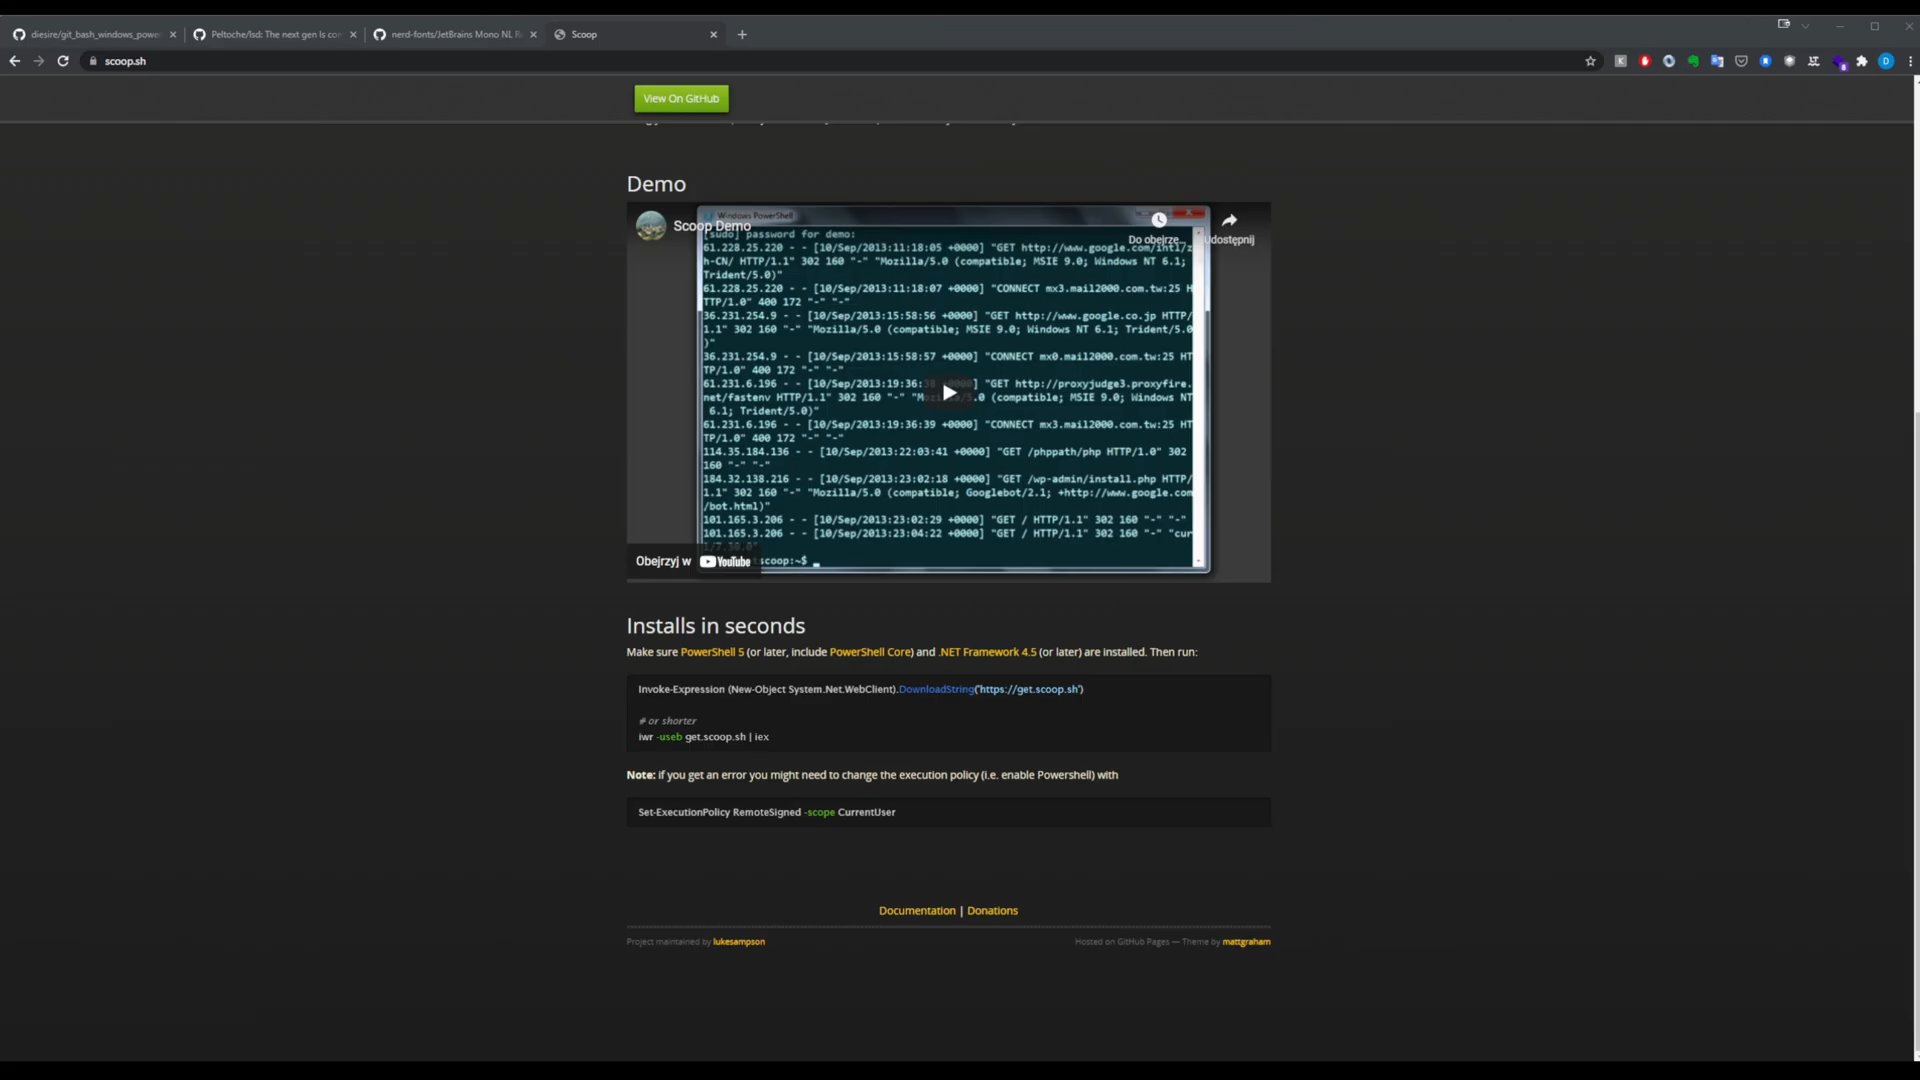 diesire/git_bash_windows_powe
Peltoche/lsd: The next gen ls con
nerd-fonts/JetBrains Mono NL R
Scoop
scoop.sh
View On GitHub
Demo
Windows PowerShell
Scoop Demo
Do obejrze...
Udostępnij
[sudo] password for demo:
61.228.25.220 - - [10/Sep/2013:11:18:05 +0000] "GET http://www.google.com/intl/z
h-CN/ HTTP/1.1" 302 160 "-" "Mozilla/5.0 (compatible; MSIE 9.0; Windows NT 6.1;
Trident/5.0)"
61.228.25.220 - - [10/Sep/2013:11:18:07 +0000] "CONNECT mx3.mail2000.com.tw:25 H
TTP/1.0" 400 172 "-" "-"
36.231.254.9 - - [10/Sep/2013:15:58:56 +0000] "GET http://www.google.co.jp HTTP/
1.1" 302 160 "-" "Mozilla/5.0 (compatible; MSIE 9.0; Windows NT 6.1; Trident/5.0
)"
36.231.254.9 - - [10/Sep/2013:15:58:57 +0000] "CONNECT mx0.mail2000.com.tw:25 HT
TP/1.0" 400 172 "-" "-"
61.231.6.196 - - [10/Sep/2013:19:36:38 +0000] "GET http://proxyjudge3.proxyfire.
net/fastenv HTTP/1.1" 302 160 "-" "Mozilla/5.0 (compatible; MSIE 9.0; Windows NT
6.1; Trident/5.0)"
61.231.6.196 - - [10/Sep/2013:19:36:39 +0000] "CONNECT mx3.mail2000.com.tw:25 HT
TP/1.0" 400 172 "-" "-"
114.35.184.136 - - [10/Sep/2013:22:03:41 +0000] "GET /phppath/php HTTP/1.0" 302
160 "-" "-"
184.32.138.216 - - [10/Sep/2013:23:02:18 +0000] "GET /wp-admin/install.php HTTP/
1.1" 302 160 "-" "Mozilla/5.0 (compatible; Googlebot/2.1; +http://www.google.com
/bot.html)"
101.165.3.206 - - [10/Sep/2013:23:02:29 +0000] "GET / HTTP/1.1" 302 160 "-" "-"
101.165.3.206 - - [10/Sep/2013:23:04:22 +0000] "GET / HTTP/1.1" 302 160 "-" "cur
l/7.30.0"
scoop:~$
Obejrzyj w YouTube
Installs in seconds
Make sure PowerShell 5 (or later, include PowerShell Core) and .NET Framework 4.5 (or later) are installed. Then run:
Invoke-Expression (New-Object System.Net.WebClient).DownloadString('https://get.scoop.sh')
# or shorter
iwr -useb get.scoop.sh | iex
Note: if you get an error you might need to change the execution policy (i.e. enable Powershell) with
Set-ExecutionPolicy RemoteSigned -scope CurrentUser
Documentation | Donations
Project maintained by lukesampson
Hosted on GitHub Pages — Theme by mattgraham